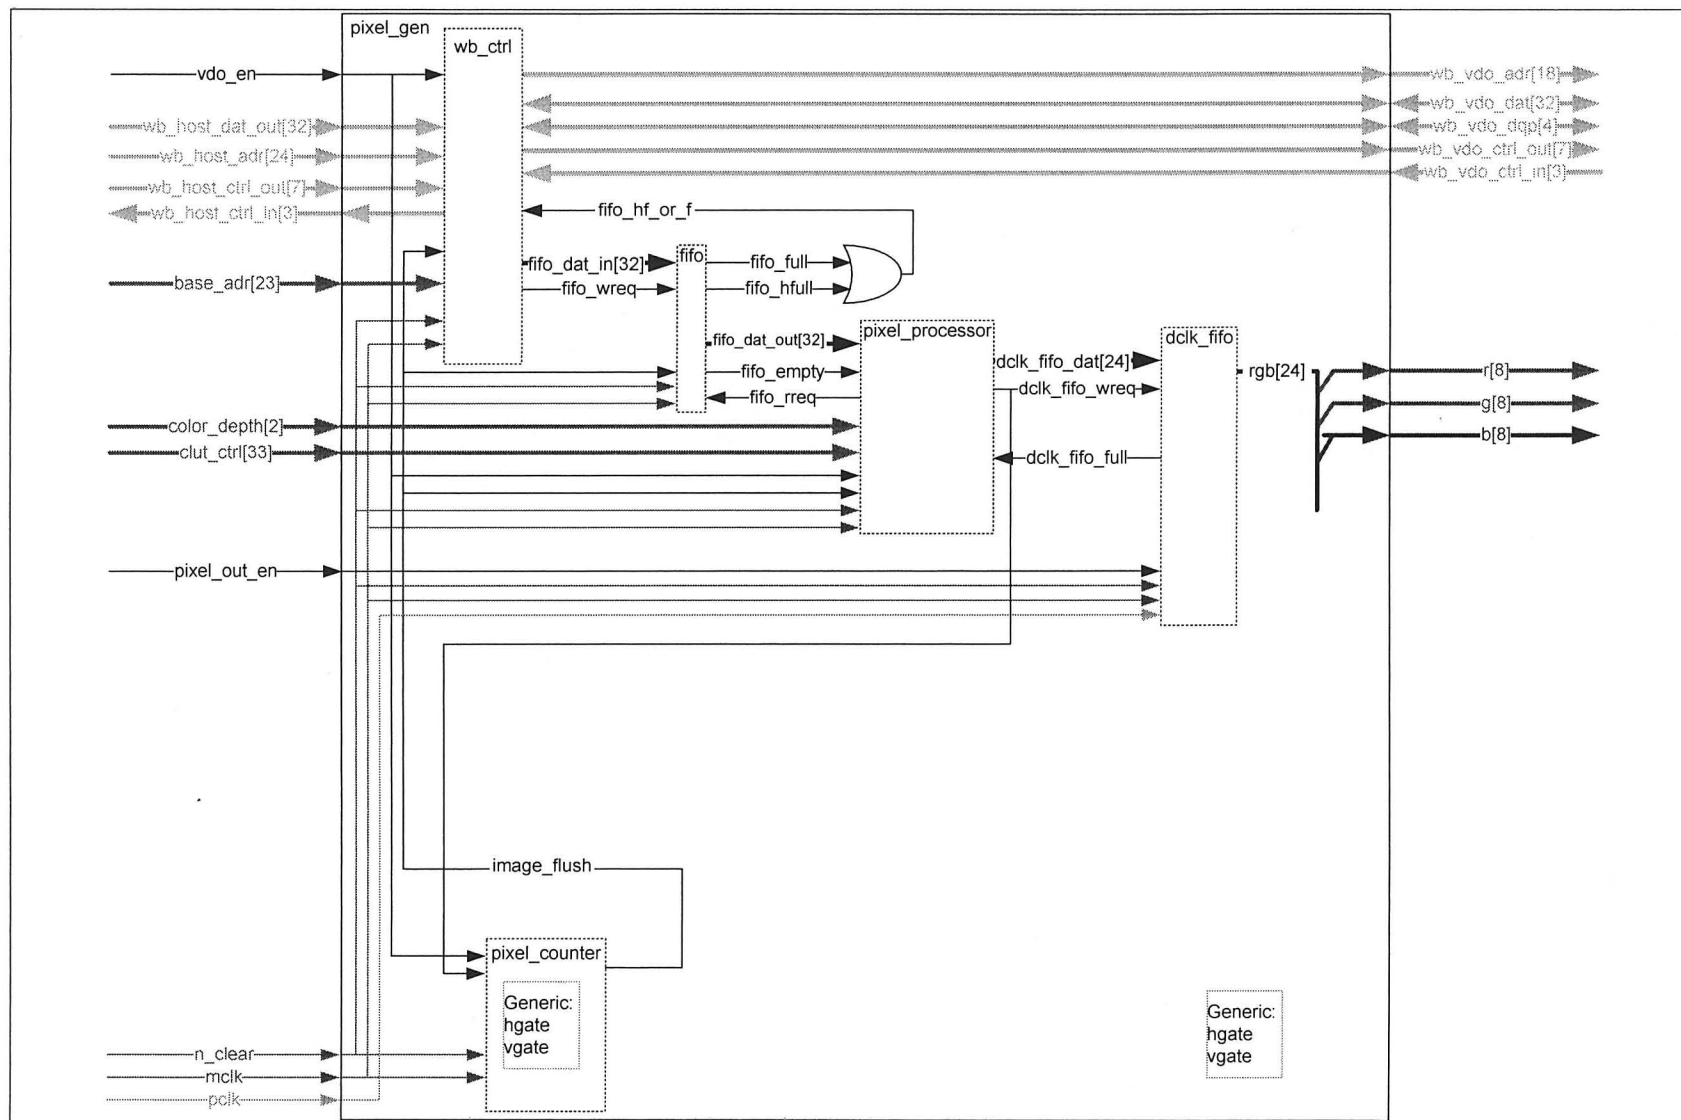 pixel_gen
wb_ctrl
vdo_en
wb_vdo_adr[18]
wb_vdo_dat[32]
wb_host_dat_out[32]
wb_vdo_dqp[4]
wb_host_adr[24]
wb_vdo_ctrl_out[7]
wb_vdo_ctrl_in[3]
wb_host_ctrl_out[7]
wb_host_ctrl_in[3]
fifo_hf_or_f
fifo
fifo_dat_in[32]
fifo_full
base_adr[23]
fifo_wreq
fifo_hfull
pixel_processor
dclk_fifo
fifo_dat_out[32]
dclk_fifo_dat[24]
fifo_empty
rgb[24]
r[8]
dclk_fifo_wreq
fifo_rreq
g[8]
color_depth[2]
b[8]
clut_ctrl[33]
dclk_fifo_full
pixel_out_en
image_flush
pixel_counter
Generic:
hgate
vgate
Generic:
hgate
vgate
n_clear
mclk
pclk